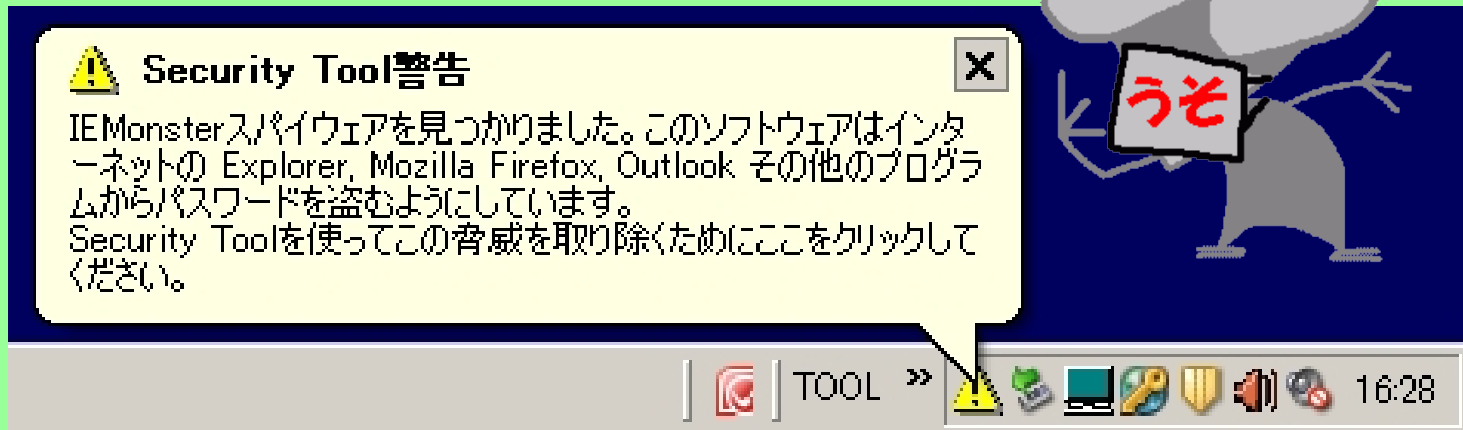 Security Tool警告
IEMonsterスパイウェアを見つかりました。このソフトウェアはインタ
ーネットの Explorer, Mozilla Firefox, Outlook その他のプログラ
ムからパスワードを盗むようにしています。
Security Toolを使ってこの脅威を取り除くためにここをクリックして
ください。
うそ
TOOL »
16:28